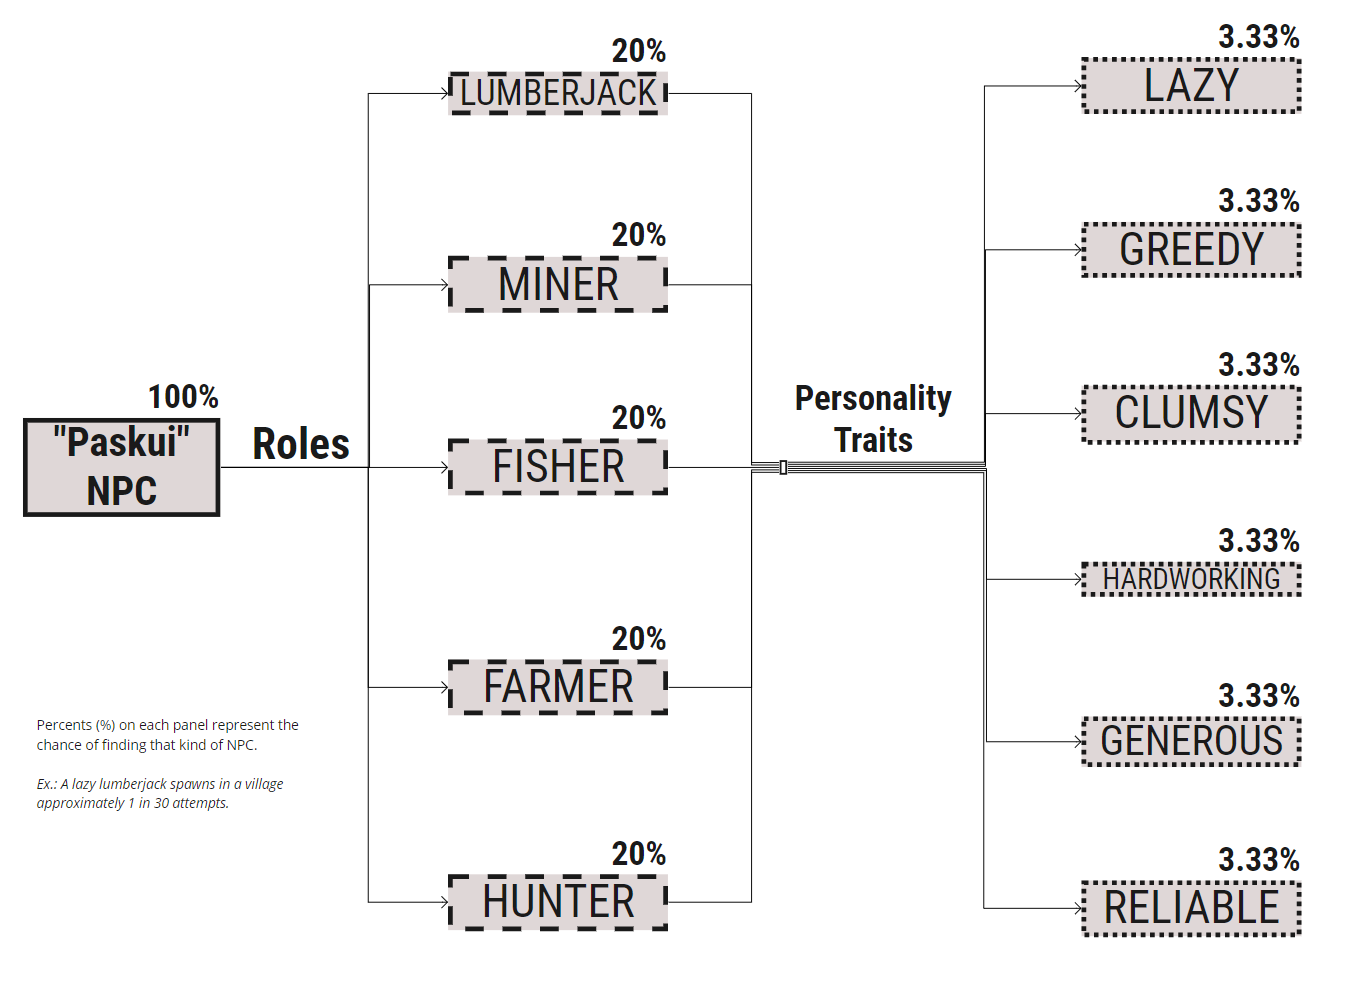 100%
"Paskui"
NPC
Roles
20%
LUMBERJACK
20%
MINER
20%
FISHER
20%
FARMER
20%
HUNTER
Personality
Traits
3.33%
LAZY
3.33%
GREEDY
3.33%
CLUMSY
3.33%
HARDWORKING
3.33%
GENEROUS
3.33%
RELIABLE
Percents (%) on each panel represent the
chance of finding that kind of NPC.
Ex.: A lazy lumberjack spawns in a village
approximately 1 in 30 attempts.